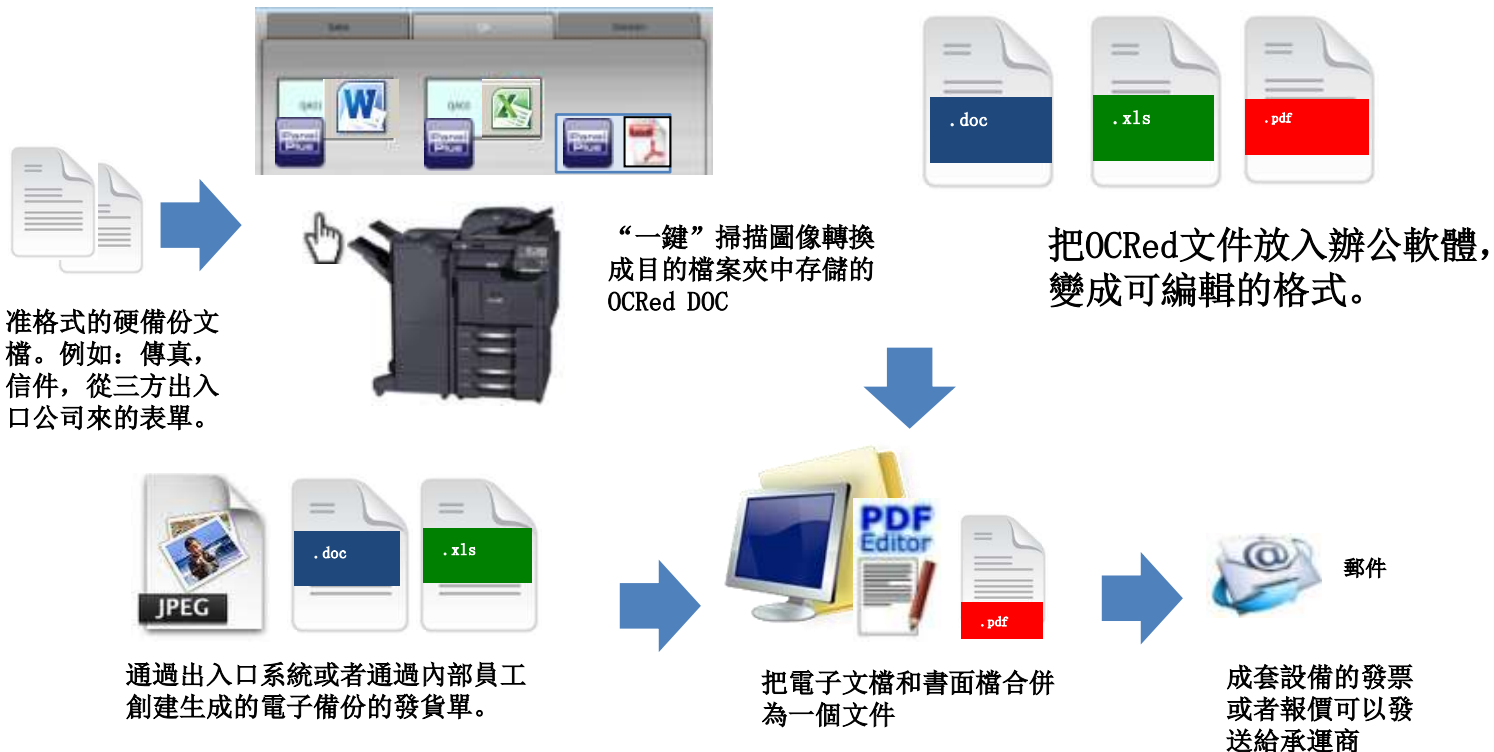 Panel
Plus
Panel
Plus
Panel
Plus
.doc
.xls
.pdf
“一鍵”掃描圖像轉換
成目的檔案夾中存儲的
OCRed DOC
把OCRed文件放入辦公軟體，
變成可編輯的格式。
准格式的硬備份文
檔。例如：傳真，
信件，從三方出入
口公司來的表單。
JPEG
.doc
.xls
PDF
Editor
.pdf
@
郵件
通過出入口系統或者通過內部員工
創建生成的電子備份的發貨單。
把電子文檔和書面檔合併
為一個文件
成套設備的發票
或者報價可以發
送給承運商